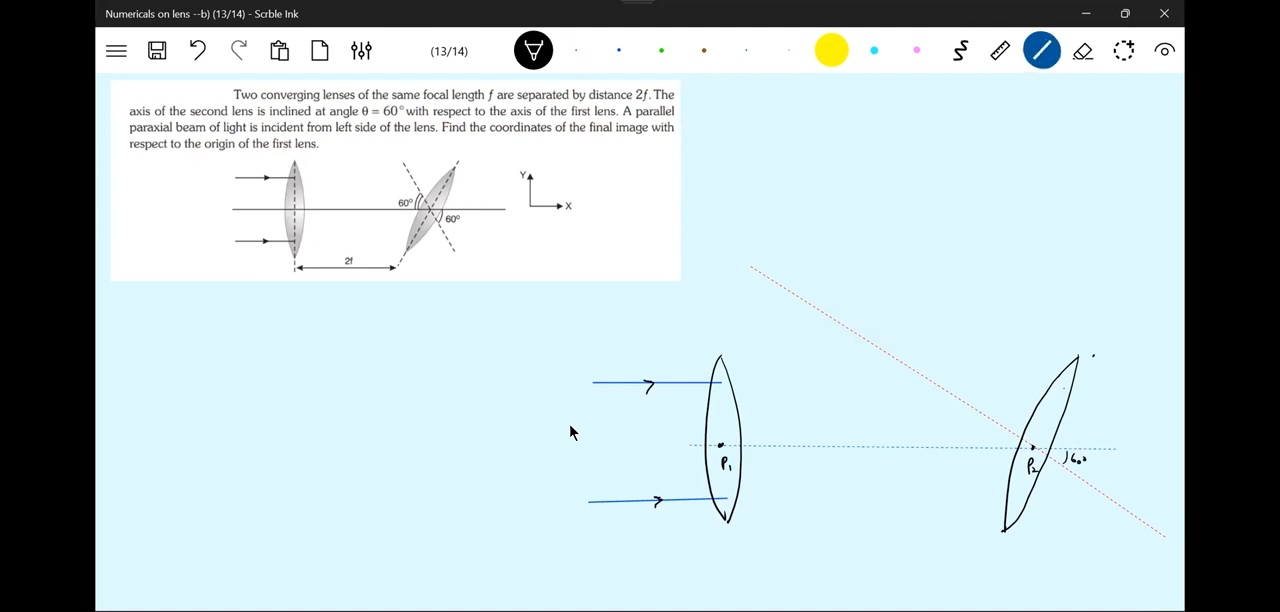 Numericals on lens --b) (13/14) - Scrble Ink
(13/14)
Two converging lenses of the same focal length f are separated by distance 2f. The
axis of the second lens is inclined at angle θ = 60° with respect to the axis of the first lens. A parallel
paraxial beam of light is incident from left side of the lens. Find the coordinates of the final image with
respect to the origin of the first lens.
60°
60°
2f
Y
X
P₁
P₂
60°